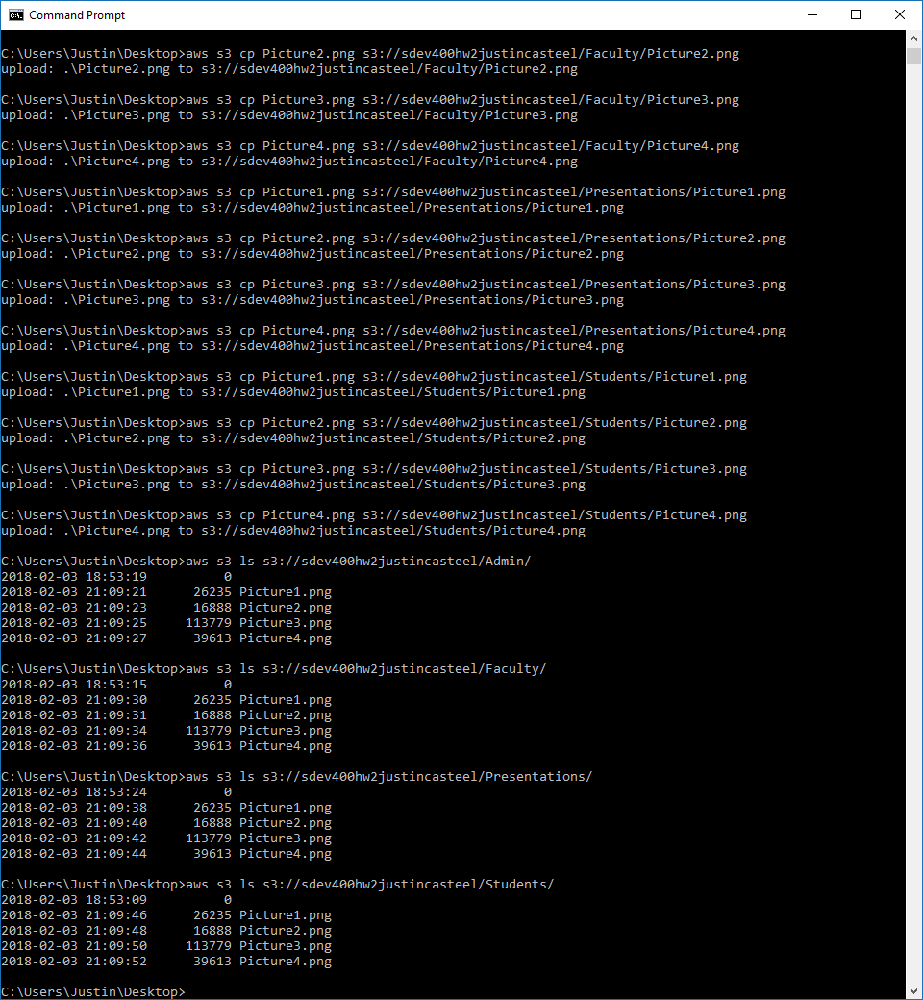 Command Prompt
C:\Users\Justin\Desktop>aws s3 cp Picture2.png s3://sdev400hw2justincasteel/Faculty/Picture2.png
upload: .\Picture2.png to s3://sdev400hw2justincasteel/Faculty/Picture2.png
C:\Users\Justin\Desktop>aws s3 cp Picture3.png s3://sdev400hw2justincasteel/Faculty/Picture3.png
upload: .\Picture3.png to s3://sdev400hw2justincasteel/Faculty/Picture3.png
C:\Users\Justin\Desktop>aws s3 cp Picture4.png s3://sdev400hw2justincasteel/Faculty/Picture4.png
upload: .\Picture4.png to s3://sdev400hw2justincasteel/Faculty/Picture4.png
C:\Users\Justin\Desktop>aws s3 cp Picture1.png s3://sdev400hw2justincasteel/Presentations/Picture1.png
upload: .\Picture1.png to s3://sdev400hw2justincasteel/Presentations/Picture1.png
C:\Users\Justin\Desktop>aws s3 cp Picture2.png s3://sdev400hw2justincasteel/Presentations/Picture2.png
upload: .\Picture2.png to s3://sdev400hw2justincasteel/Presentations/Picture2.png
C:\Users\Justin\Desktop>aws s3 cp Picture3.png s3://sdev400hw2justincasteel/Presentations/Picture3.png
upload: .\Picture3.png to s3://sdev400hw2justincasteel/Presentations/Picture3.png
C:\Users\Justin\Desktop>aws s3 cp Picture4.png s3://sdev400hw2justincasteel/Presentations/Picture4.png
upload: .\Picture4.png to s3://sdev400hw2justincasteel/Presentations/Picture4.png
C:\Users\Justin\Desktop>aws s3 cp Picture1.png s3://sdev400hw2justincasteel/Students/Picture1.png
upload: .\Picture1.png to s3://sdev400hw2justincasteel/Students/Picture1.png
C:\Users\Justin\Desktop>aws s3 cp Picture2.png s3://sdev400hw2justincasteel/Students/Picture2.png
upload: .\Picture2.png to s3://sdev400hw2justincasteel/Students/Picture2.png
C:\Users\Justin\Desktop>aws s3 cp Picture3.png s3://sdev400hw2justincasteel/Students/Picture3.png
upload: .\Picture3.png to s3://sdev400hw2justincasteel/Students/Picture3.png
C:\Users\Justin\Desktop>aws s3 cp Picture4.png s3://sdev400hw2justincasteel/Students/Picture4.png
upload: .\Picture4.png to s3://sdev400hw2justincasteel/Students/Picture4.png
C:\Users\Justin\Desktop>aws s3 ls s3://sdev400hw2justincasteel/Admin/
2018-02-03 18:53:19          0
2018-02-03 21:09:21      26235 Picture1.png
2018-02-03 21:09:23      16888 Picture2.png
2018-02-03 21:09:25     113779 Picture3.png
2018-02-03 21:09:27      39613 Picture4.png
C:\Users\Justin\Desktop>aws s3 ls s3://sdev400hw2justincasteel/Faculty/
2018-02-03 18:53:15          0
2018-02-03 21:09:30      26235 Picture1.png
2018-02-03 21:09:31      16888 Picture2.png
2018-02-03 21:09:34     113779 Picture3.png
2018-02-03 21:09:36      39613 Picture4.png
C:\Users\Justin\Desktop>aws s3 ls s3://sdev400hw2justincasteel/Presentations/
2018-02-03 18:53:24          0
2018-02-03 21:09:38      26235 Picture1.png
2018-02-03 21:09:40      16888 Picture2.png
2018-02-03 21:09:42     113779 Picture3.png
2018-02-03 21:09:44      39613 Picture4.png
C:\Users\Justin\Desktop>aws s3 ls s3://sdev400hw2justincasteel/Students/
2018-02-03 18:53:09          0
2018-02-03 21:09:46      26235 Picture1.png
2018-02-03 21:09:48      16888 Picture2.png
2018-02-03 21:09:50     113779 Picture3.png
2018-02-03 21:09:52      39613 Picture4.png
C:\Users\Justin\Desktop>